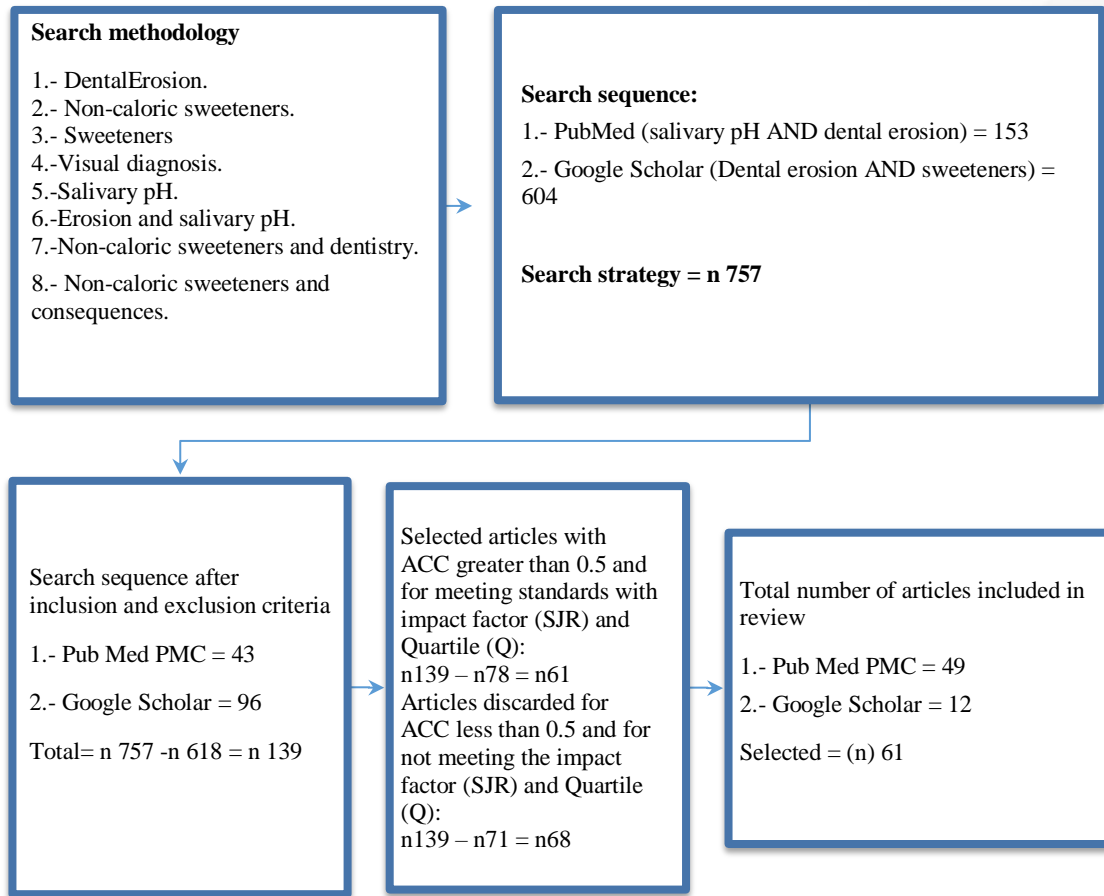 Search methodology
1.- DentalErosion.
2.- Non-caloric sweeteners.
3.- Sweeteners
4.-Visual diagnosis.
5.-Salivary pH.
6.-Erosion and salivary pH.
7.-Non-caloric sweeteners and dentistry.
8.- Non-caloric sweeteners and
consequences.
Search sequence:
1.- PubMed (salivary pH AND dental erosion) = 153
2.- Google Scholar (Dental erosion AND sweeteners) =
604
Search strategy = n 757
Search sequence after
inclusion and exclusion criteria
1.- Pub Med PMC = 43
2.- Google Scholar = 96
Total= n 757 -n 618 = n 139
Selected articles with
ACC greater than 0.5 and
for meeting standards with
impact factor (SJR) and
Quartile (Q):
n139 – n78 = n61
Articles discarded for
ACC less than 0.5 and for
not meeting the impact
factor (SJR) and Quartile
(Q):
n139 – n71 = n68
Total number of articles included in
review
1.- Pub Med PMC = 49
2.- Google Scholar = 12
Selected = (n) 61